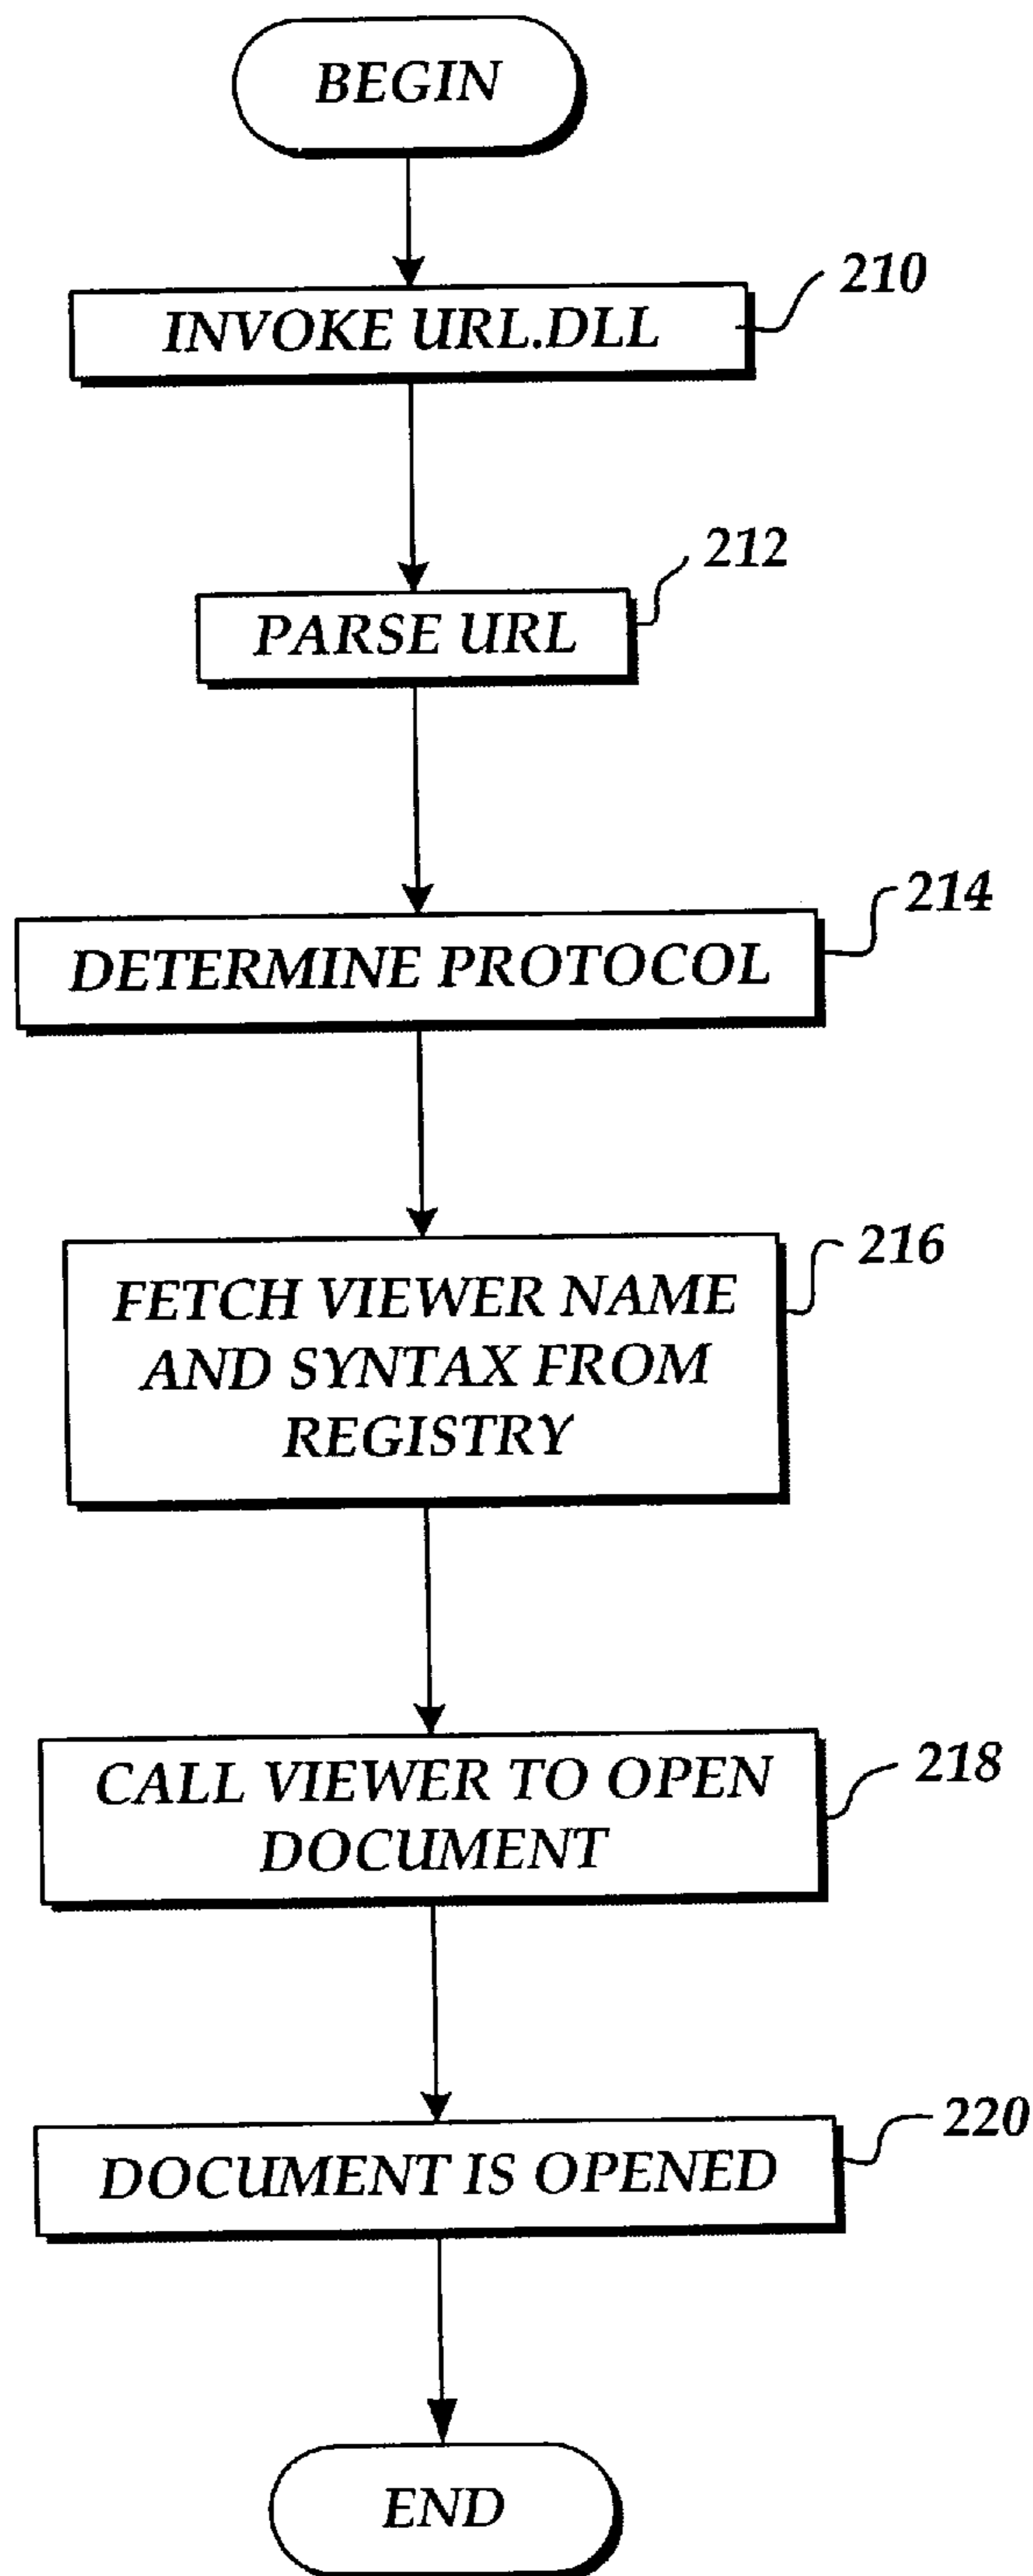 BEGIN
INVOKE URL.DLL
210
PARSE URL
212
DETERMINE PROTOCOL
214
FETCH VIEWER NAME
AND SYNTAX FROM
REGISTRY
216
CALL VIEWER TO OPEN
DOCUMENT
218
DOCUMENT IS OPENED
220
END